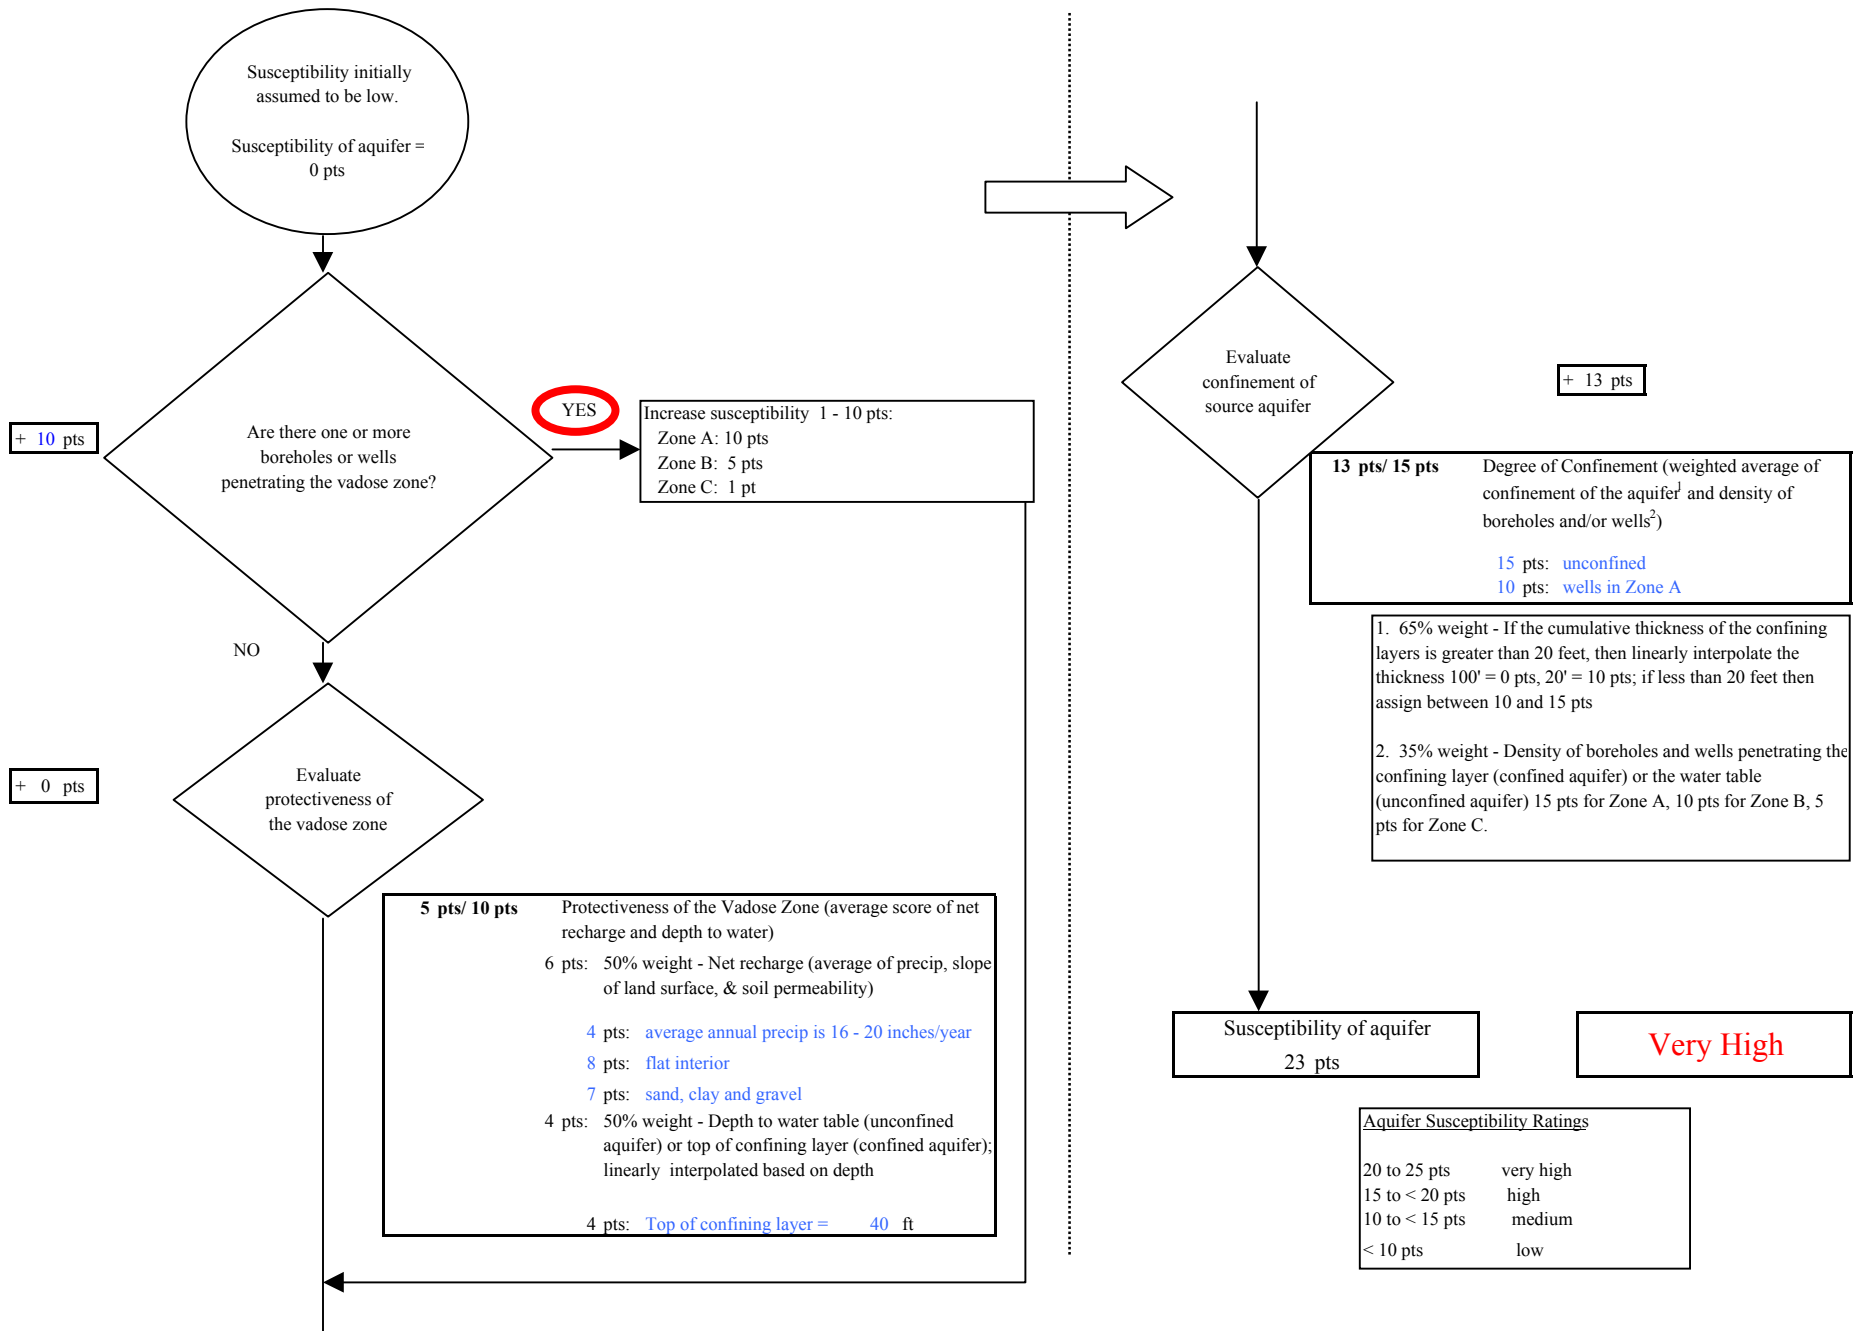 Susceptibility initially
assumed to be low.
Susceptibility of aquifer =
0 pts
+ 10 pts
Are there one or more
boreholes or wells
penetrating the vadose zone?
YES
Increase susceptibility 1 - 10 pts:
Zone A: 10 pts
Zone B: 5 pts
Zone C: 1 pt
NO
+ 0 pts
Evaluate
protectiveness of
the vadose zone
5 pts/ 10 pts Protectiveness of the Vadose Zone (average score of net
recharge and depth to water)
6 pts: 50% weight - Net recharge (average of precip, slope
of land surface, & soil permeability)
4 pts: average annual precip is 16 - 20 inches/year
8 pts: flat interior
7 pts: sand, clay and gravel
4 pts: 50% weight - Depth to water table (unconfined
aquifer) or top of confining layer (confined aquifer);
linearly interpolated based on depth
4 pts: Top of confining layer = 40 ft
Evaluate
confinement of
source aquifer
+ 13 pts
13 pts/ 15 pts Degree of Confinement (weighted average of
confinement of the aquifer1 and density of
boreholes and/or wells2)
15 pts: unconfined
10 pts: wells in Zone A
1. 65% weight - If the cumulative thickness of the confining
layers is greater than 20 feet, then linearly interpolate the
thickness 100' = 0 pts, 20' = 10 pts; if less than 20 feet then
assign between 10 and 15 pts
2. 35% weight - Density of boreholes and wells penetrating the
confining layer (confined aquifer) or the water table
(unconfined aquifer) 15 pts for Zone A, 10 pts for Zone B, 5
pts for Zone C.
Susceptibility of aquifer
23 pts
Very High
Aquifer Susceptibility Ratings
20 to 25 pts very high
15 to < 20 pts high
10 to < 15 pts medium
< 10 pts low